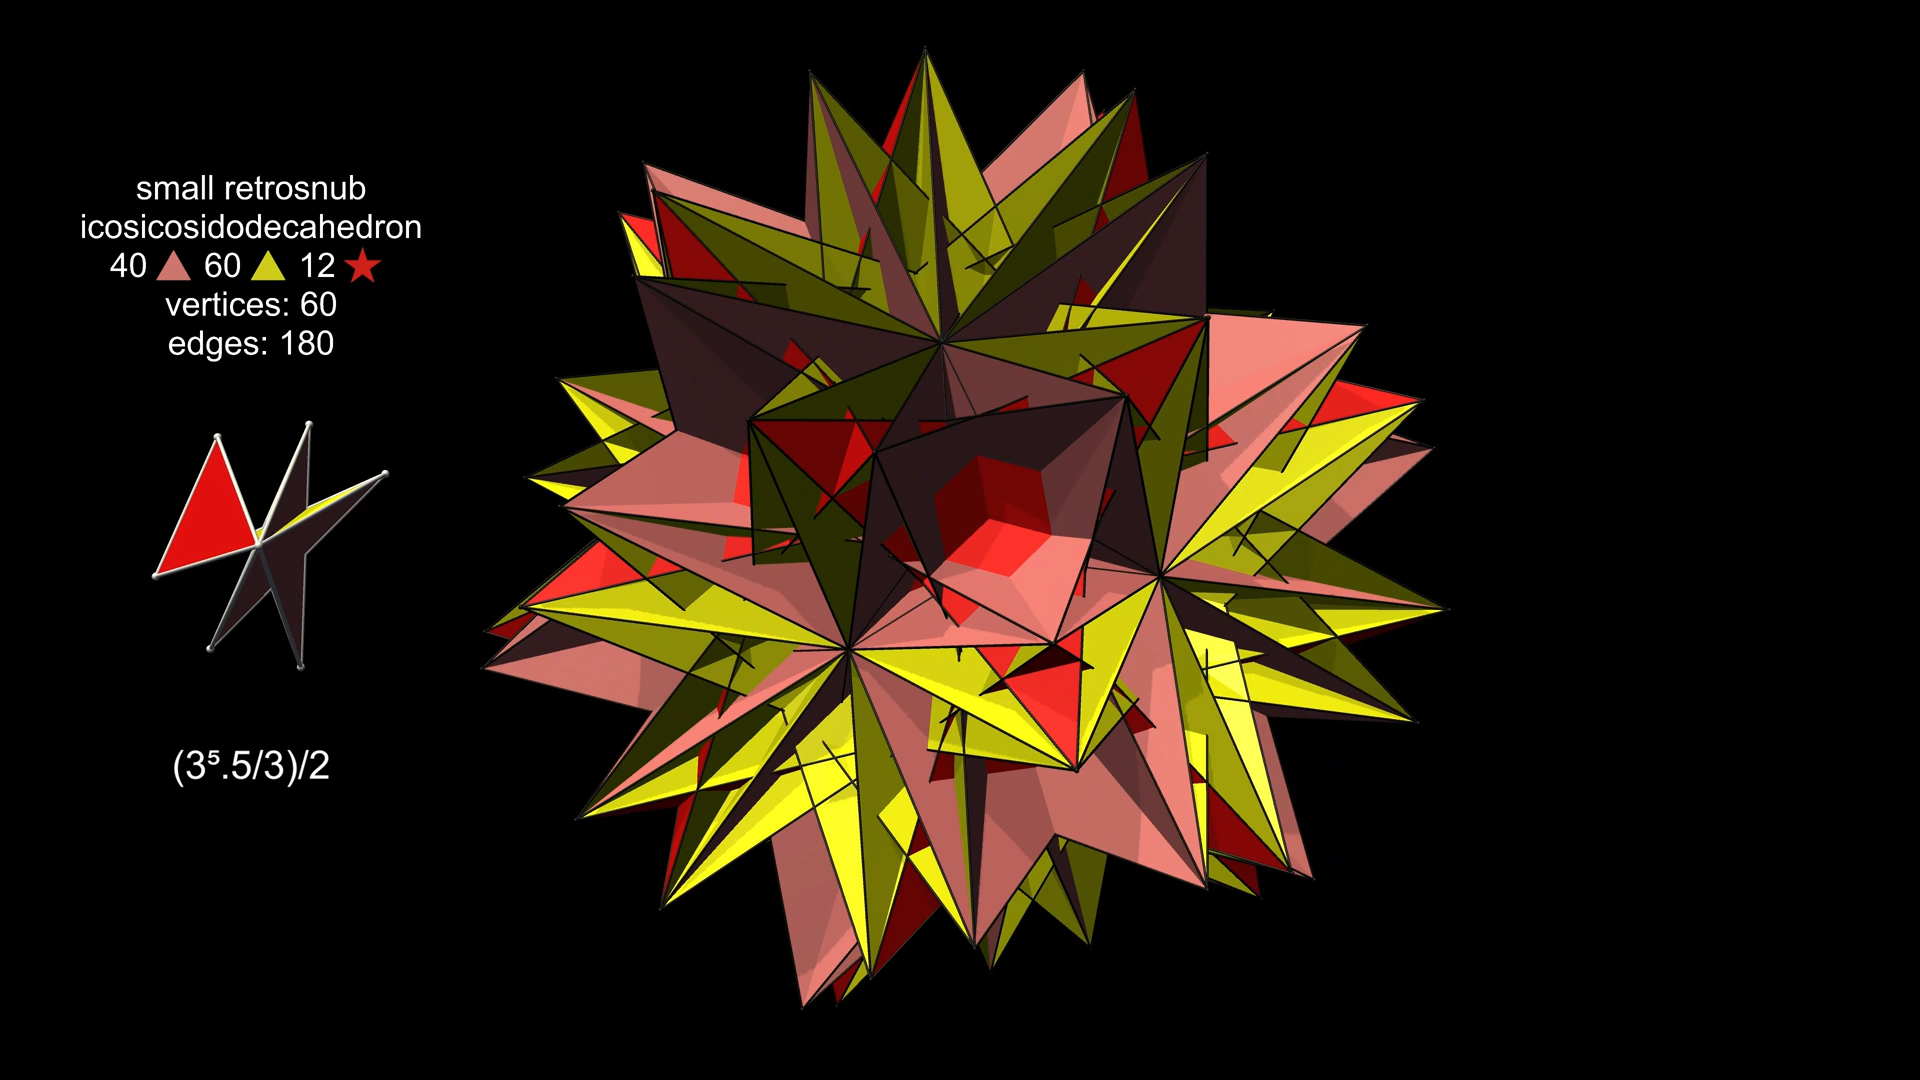 small retrosnub
icosicosidodecahedron
40 60 12
vertices: 60
edges: 180
(3⁵.5/3)/2